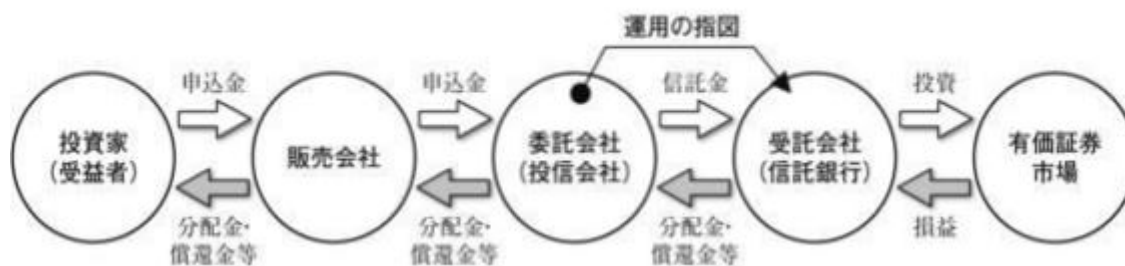 運用の指図
申込金
申込金
信託金
投資
投資家
(受益者)
販売会社
委託会社
(投信会社)
受託会社
(信託銀行)
有価証券
市場
分配金・
償還金等
分配金・
償還金等
分配金・
償還金等
損益